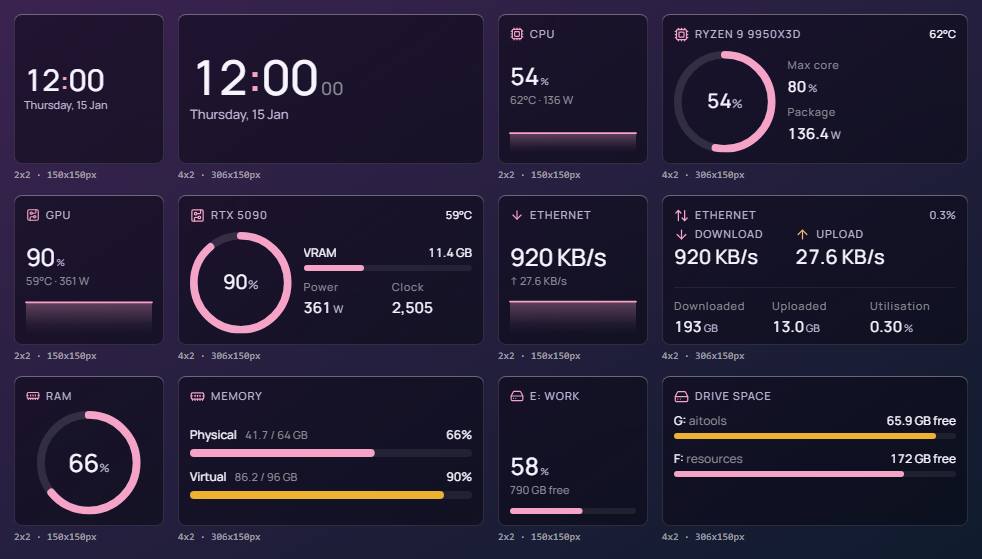 12:00
Thursday, 15 Jan
2x2 · 150x150px
12:00 00
Thursday, 15 Jan
4x2 · 306x150px
CPU
54%
62°C · 136 W
2x2 · 150x150px
RYZEN 9 9950X3D 62°C
54%
Max core
80%
Package
136.4 W
4x2 · 306x150px
GPU
90%
59°C · 361 W
2x2 · 150x150px
RTX 5090 59°C
90%
VRAM 11.4 GB
Power Clock
361 W 2,505
4x2 · 306x150px
ETHERNET
920 KB/s
↑ 27.6 KB/s
2x2 · 150x150px
ETHERNET 0.3%
DOWNLOAD UPLOAD
920 KB/s 27.6 KB/s
Downloaded Uploaded Utilisation
193 GB 13.0 GB 0.30%
4x2 · 306x150px
RAM
66%
2x2 · 150x150px
MEMORY
Physical 41.7 / 64 GB 66%
Virtual 86.2 / 96 GB 90%
4x2 · 306x150px
E: WORK
58%
790 GB free
2x2 · 150x150px
DRIVE SPACE
G: aitools 65.9 GB free
F: resources 172 GB free
4x2 · 306x150px